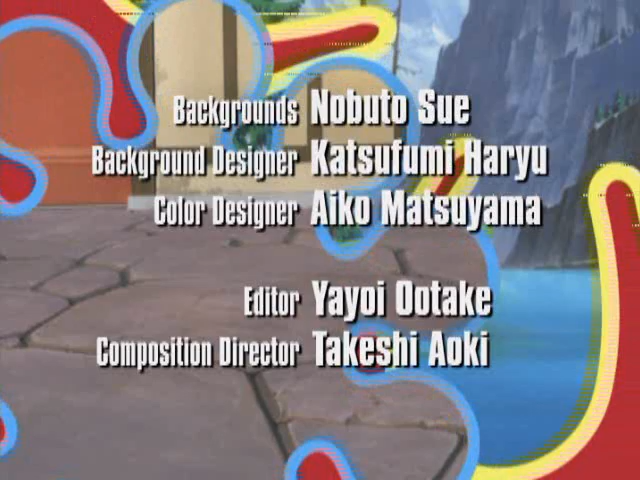 Backgrounds Nobuto Sue
Background Designer Katsufumi Haryu
Color Designer Aiko Matsuyama
Editor Yayoi Ootake
Composition Director Takeshi Aoki